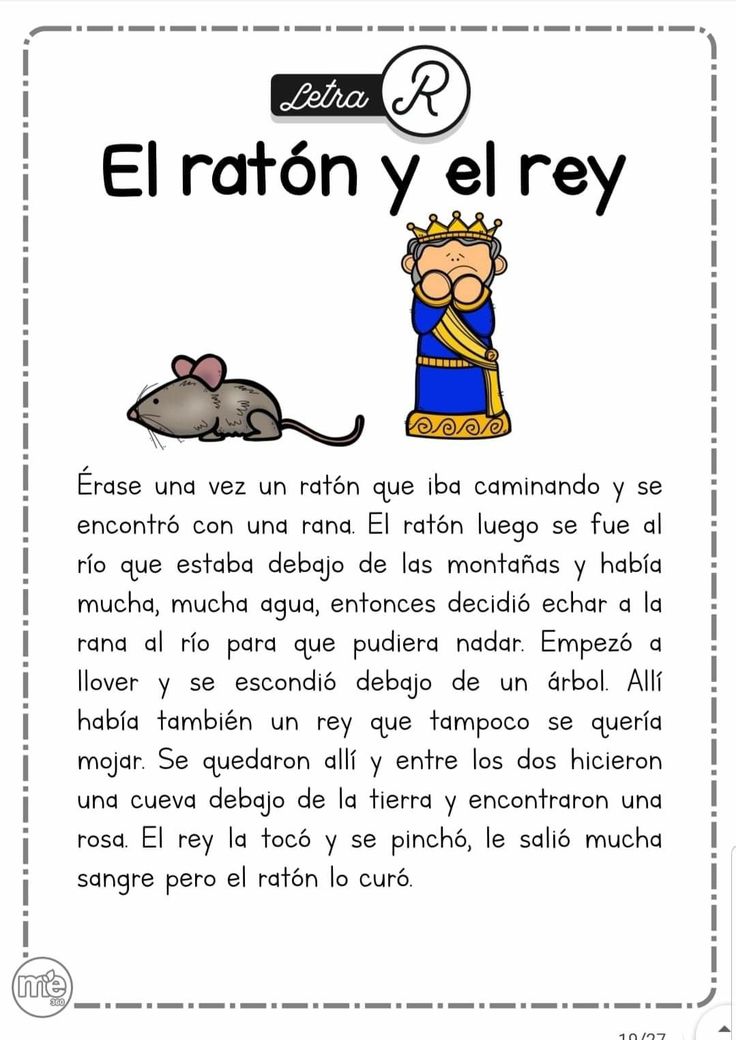 Letra R
El ratón y el rey
Érase una vez un ratón que iba caminando y se
encontró con una rana. El ratón luego se fue al
río que estaba debajo de las montañas y había
mucha, mucha agua, entonces decidió echar a la
rana al río para que pudiera nadar. Empezó a
llover y se escondió debajo de un árbol. Allí
había también un rey que tampoco se quería
mojar. Se quedaron allí y entre los dos hicieron
una cueva debajo de la tierra y encontraron una
rosa. El rey la tocó y se pinchó, le salió mucha
sangre pero el ratón lo curó.
me
360